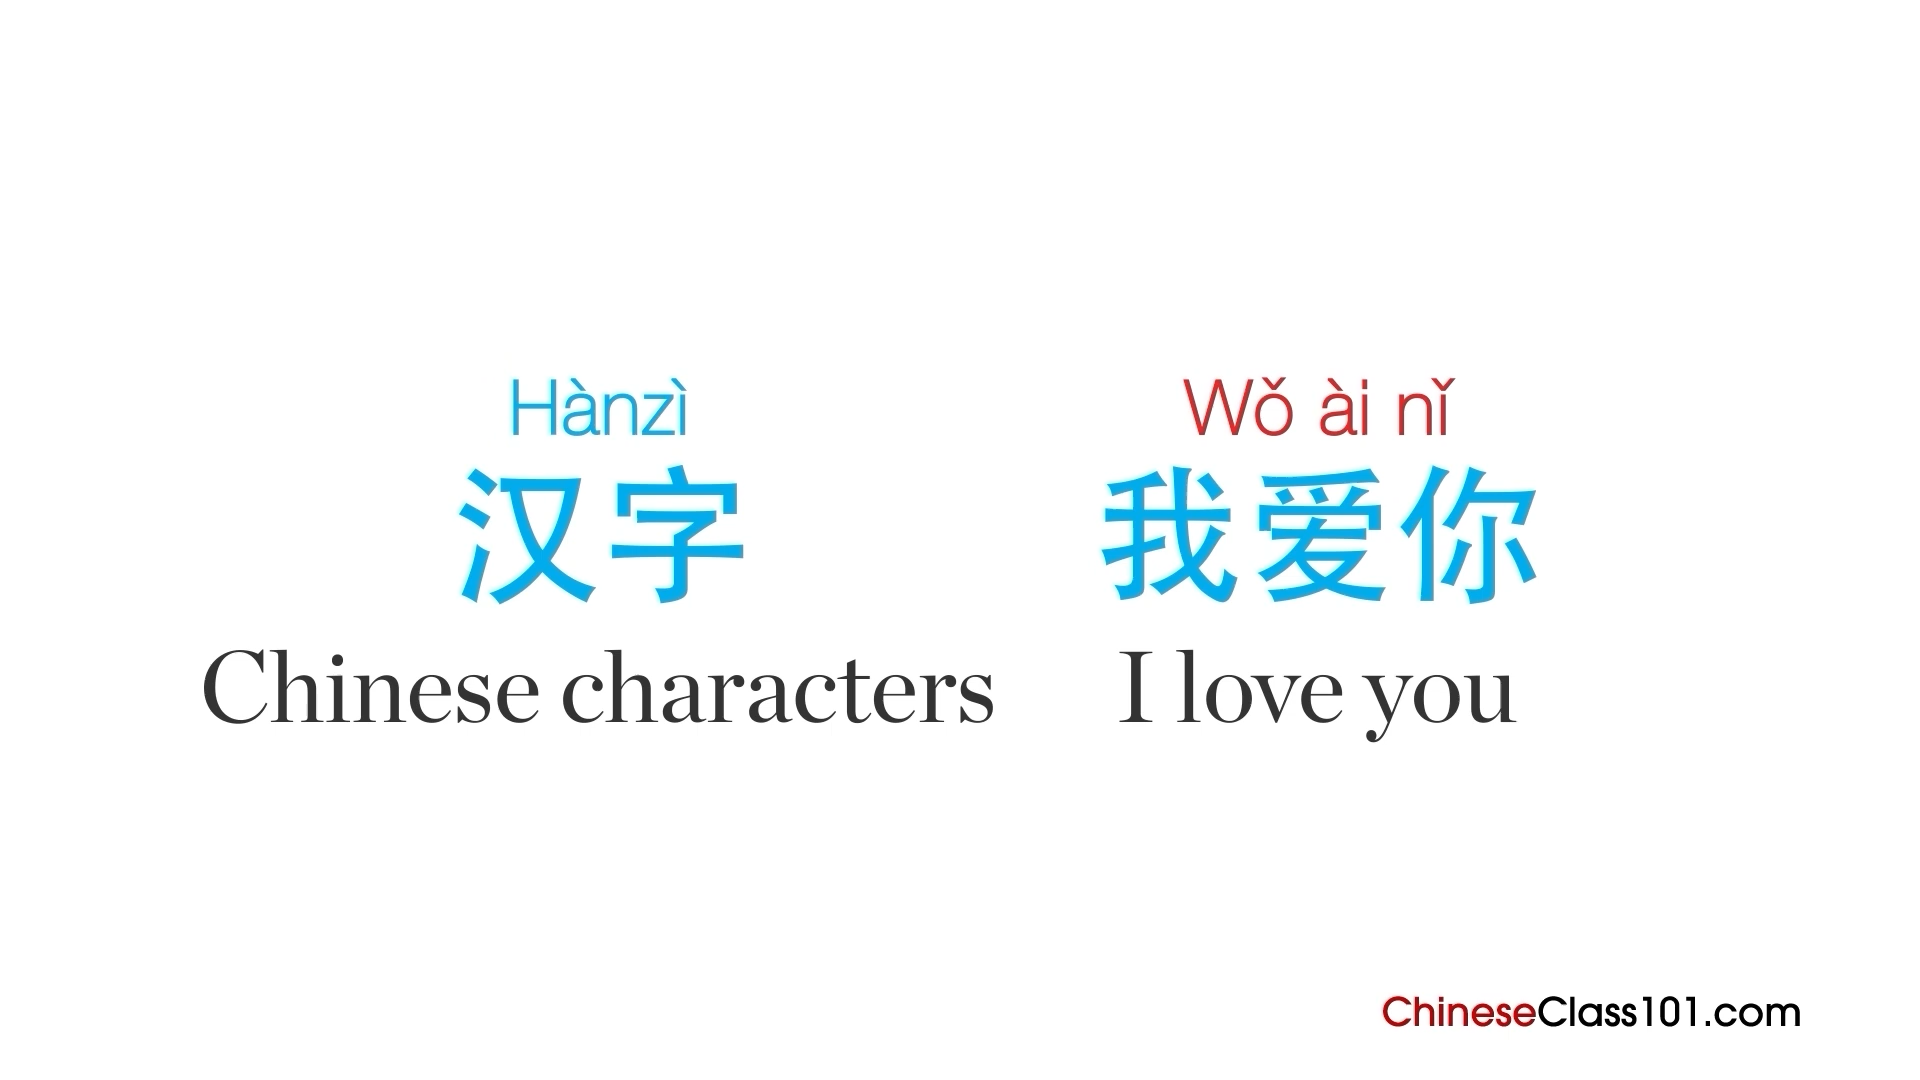 Hànzì
汉字
Chinese characters
Wǒ ài nǐ
我爱你
I love you
ChineseClass101.com